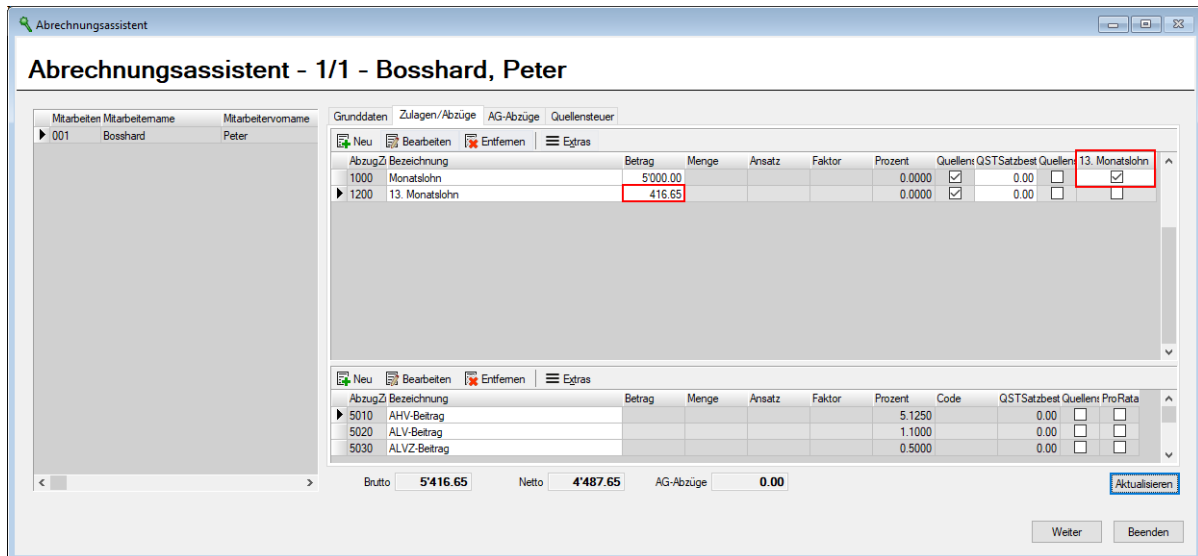 Abrechnungsassistent
Abrechnungsassistent - 1/1 - Bosshard, Peter
Mitarbeiten Mitarbeitername Mitarbeitervorname
001 Bosshard Peter
Grunddaten Zulagen/Abzüge AG-Abzüge Quellensteuer
Neu Bearbeiten Entfernen Extras
AbzugZi Bezeichnung Betrag Menge Ansatz Faktor Prozent Quellens QSTSatzbest Quellens 13. Monatslohn
1000 Monatslohn 5'000.00 0.0000 0.00
1200 13. Monatslohn 416.65 0.0000 0.00
Neu Bearbeiten Entfernen Extras
AbzugZi Bezeichnung Betrag Menge Ansatz Faktor Prozent Code QSTSatzbest Quellens ProRata
5010 AHV-Beitrag 5.1250 0.00
5020 ALV-Beitrag 1.1000 0.00
5030 ALVZ-Beitrag 0.5000 0.00
Brutto 5'416.65 Netto 4'487.65 AG-Abzüge 0.00 Aktualisieren
Weiter Beenden